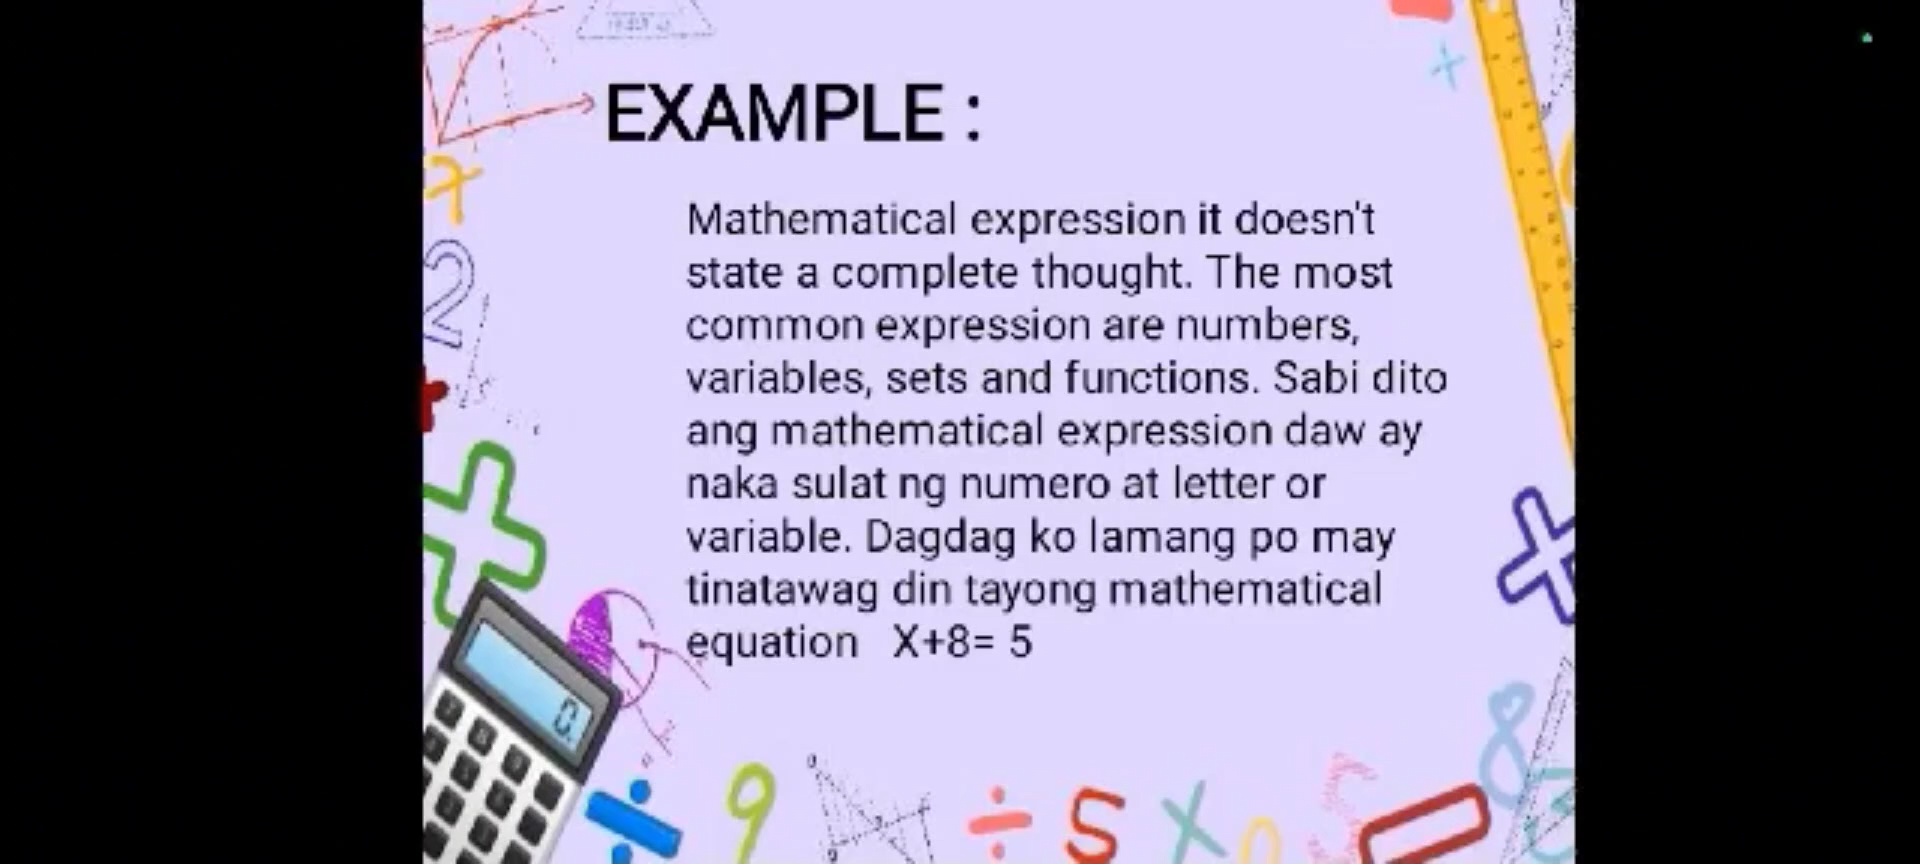 EXAMPLE :
Mathematical expression it doesn't
state a complete thought. The most
common expression are numbers,
variables, sets and functions. Sabi dito
ang mathematical expression daw ay
naka sulat ng numero at letter or
variable. Dagdag ko lamang po may
tinatawag din tayong mathematical
equation X+8= 5